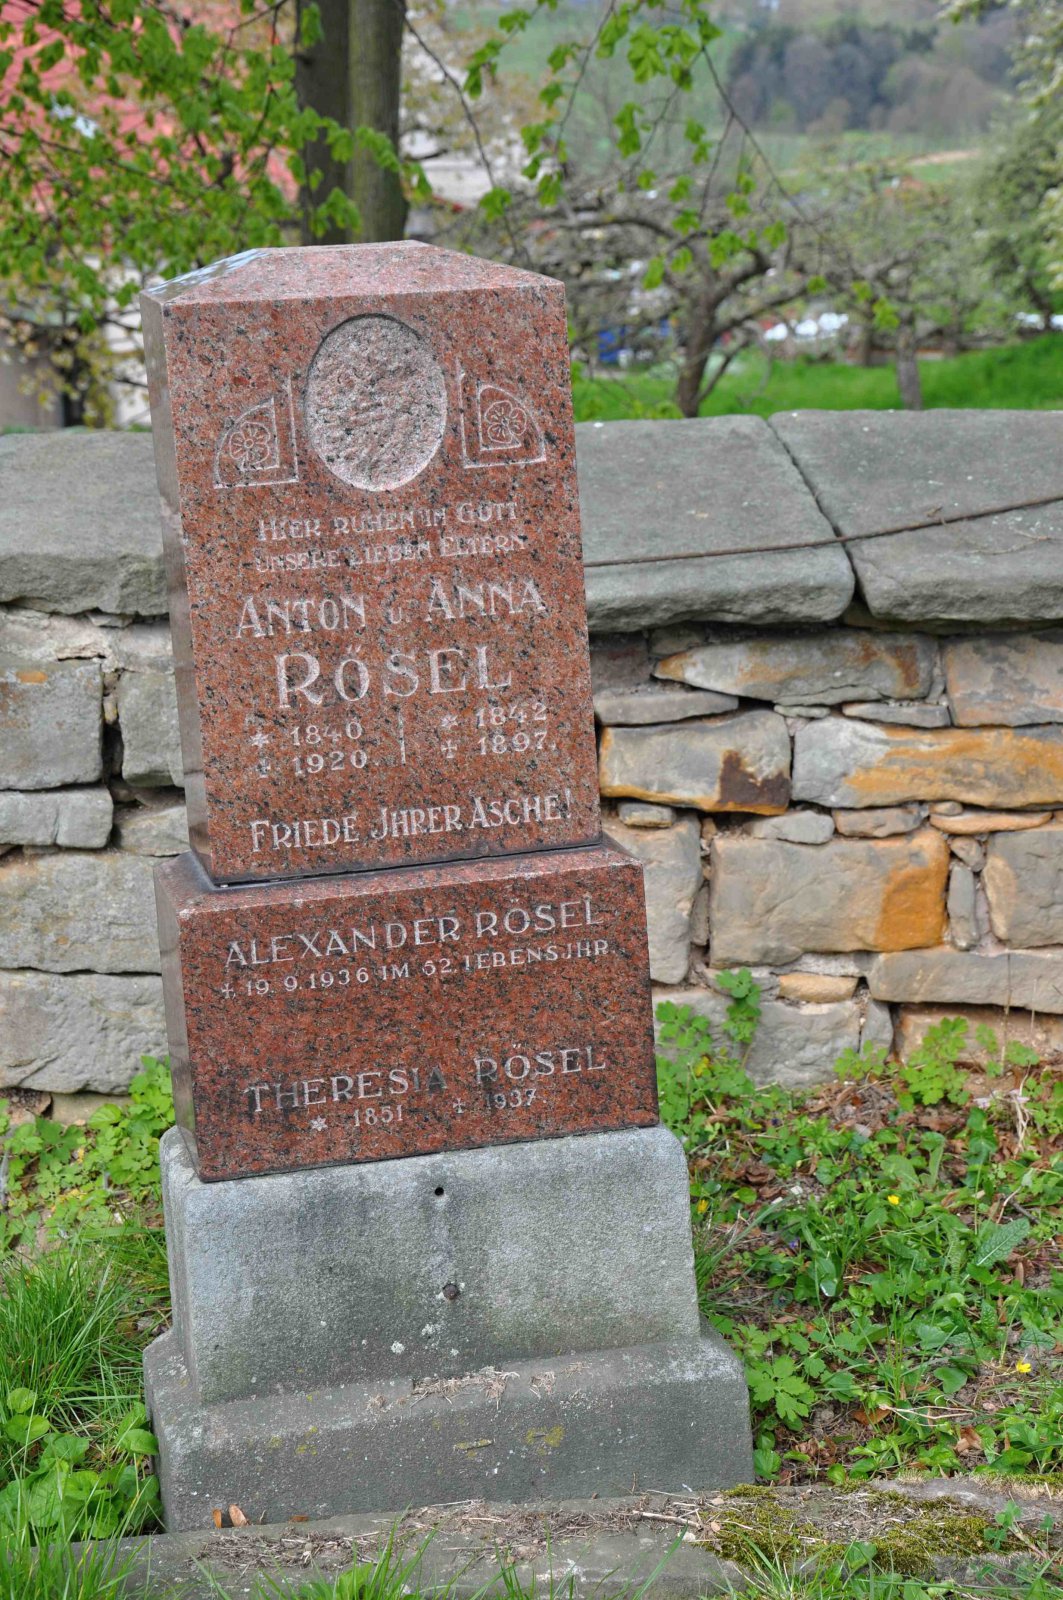 HIER RUHEN IN GOTT
UNSERE LIEBEN ELTERN
ANTON u. ANNA
RÖSEL
* 1840 * 1842
+ 1920. + 1897.
FRIEDE JHRER ASCHE!
ALEXANDER RÖSEL
+ 19.9.1936 IM 62. LEBENSJHR.
THERESIA RÖSEL
* 1851 + 1937.